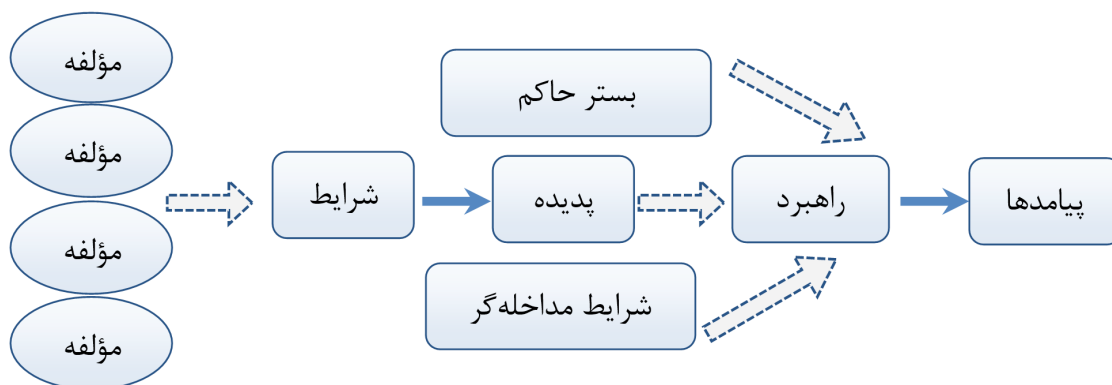 مؤلفه
مؤلفه
مؤلفه
مؤلفه
شرایط
بستر حاکم
پدیده
شرایط مداخله‌گر
راهبرد
پیامدها